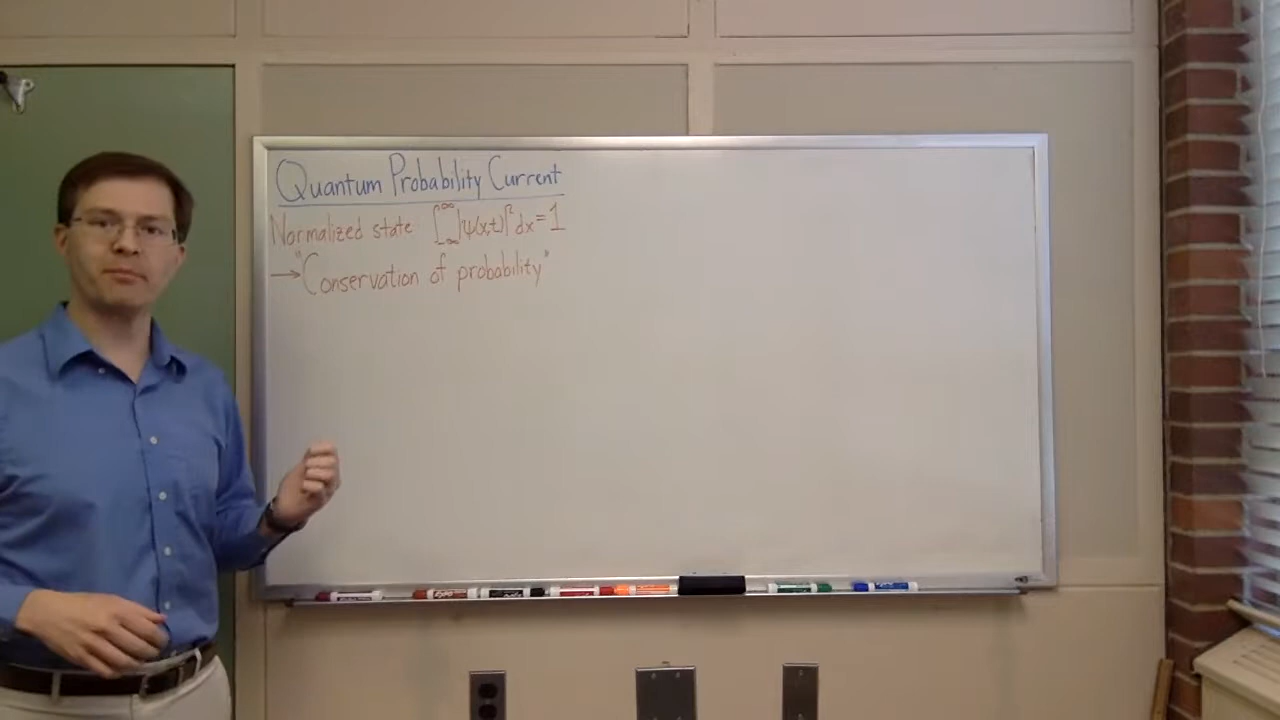 Quantum Probability Current
Normalized state ∫_{-∞}^{∞} |ψ(x,t)|² dx = 1
→ "Conservation of probability"